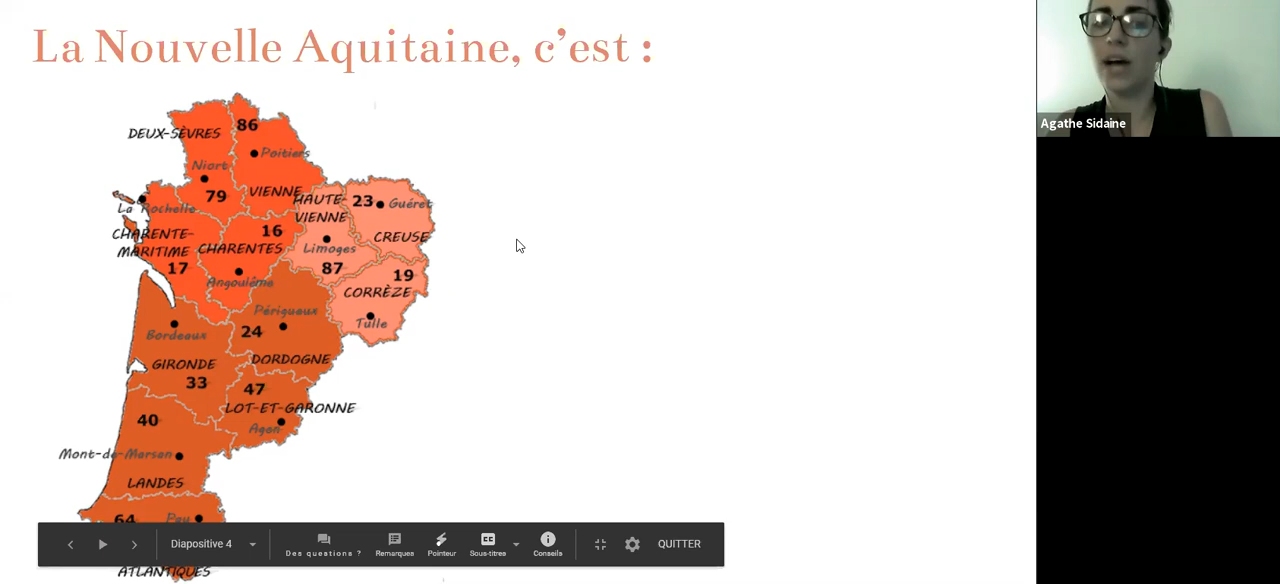 La Nouvelle Aquitaine, c'est :
Agathe Sidaine
86
DEUX-SÈVRES
Poitiers
Niort
79
VIENNE
HAUTE-
VIENNE
23
Guéret
La Rochelle
CHARENTE-
MARITIME
17
16
CHARENTES
Angoulême
Limoges
87
CREUSE
19
CORRÈZE
Tulle
Périgueux
24
DORDOGNE
Bordeaux
GIRONDE
33
47
LOT-ET-GARONNE
Agen
40
Mont-de-Marsan
LANDES
64
Pau
ATLANTIQUES
Diapositive 4
Des questions ?
Remarques
Pointeur
Sous-titres
Conseils
QUITTER